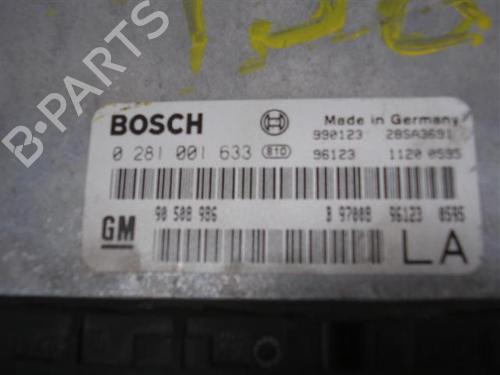 BOSCH
Made in Germany
990123 28SA3691
0 281 001 633 810 96123 1120 0595
GM 90 508 986 B 97008 96123 0595
LA
B-PARTS